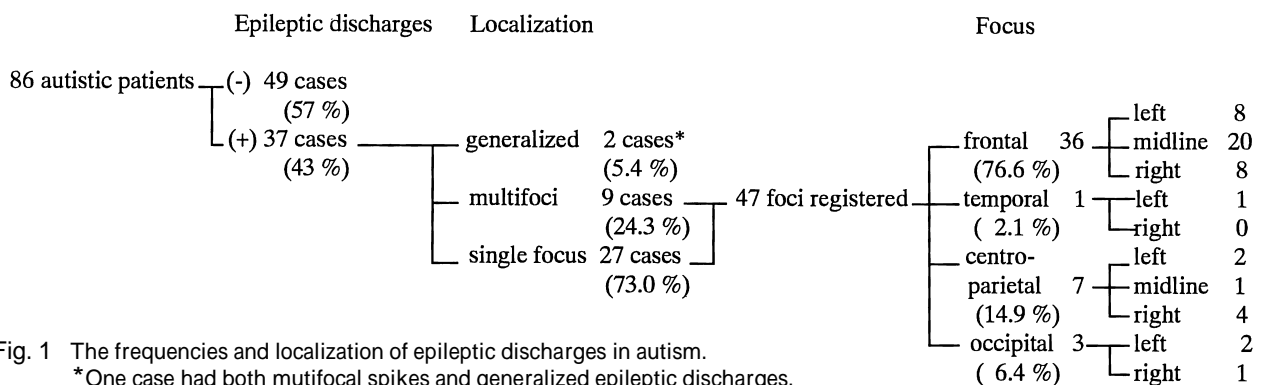 Epileptic discharges Localization Focus
86 autistic patients (-) 49 cases
(57 %)
(+) 37 cases
(43 %)
generalized 2 cases*
(5.4 %)
multifoci 9 cases
(24.3 %)
single focus 27 cases
(73.0 %)
47 foci registered
frontal 36
(76.6 %)
left 8
midline 20
right 8
temporal 1
( 2.1 %)
left 1
right 0
centro-
parietal 7
(14.9 %)
left 2
midline 1
right 4
occipital 3
( 6.4 %)
left 2
right 1
Fig. 1 The frequencies and localization of epileptic discharges in autism.
*One case had both mutifocal spikes and generalized epileptic discharges.